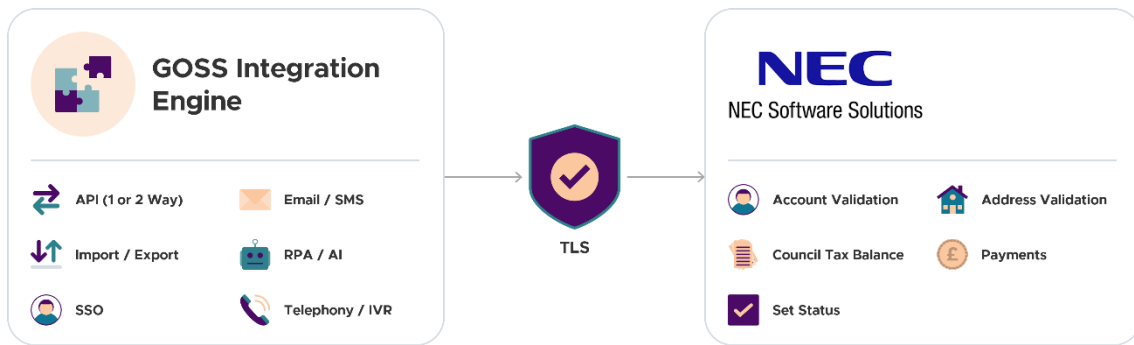 GOSS Integration
Engine
API (1 or 2 Way)
Email / SMS
Import / Export
RPA / AI
SSO
Telephony / IVR
TLS
NEC
NEC Software Solutions
Account Validation
Address Validation
Council Tax Balance
£
Payments
Set Status